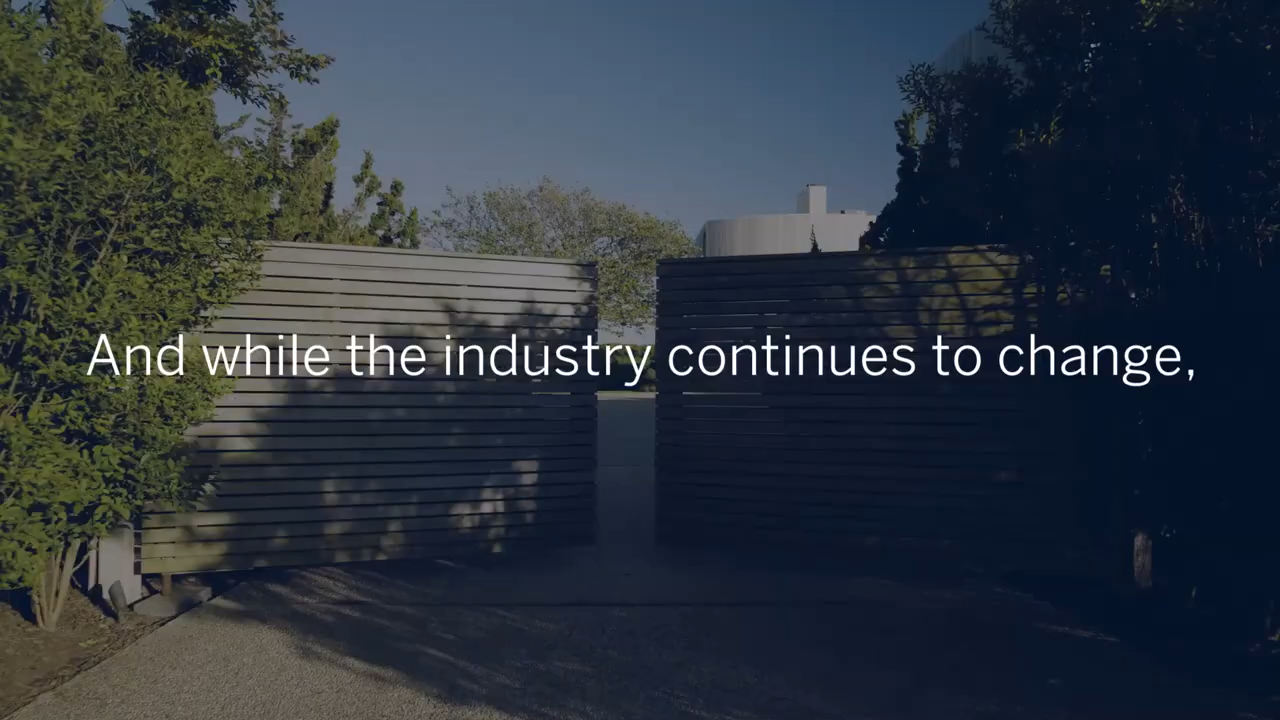 And while the industry continues to change,